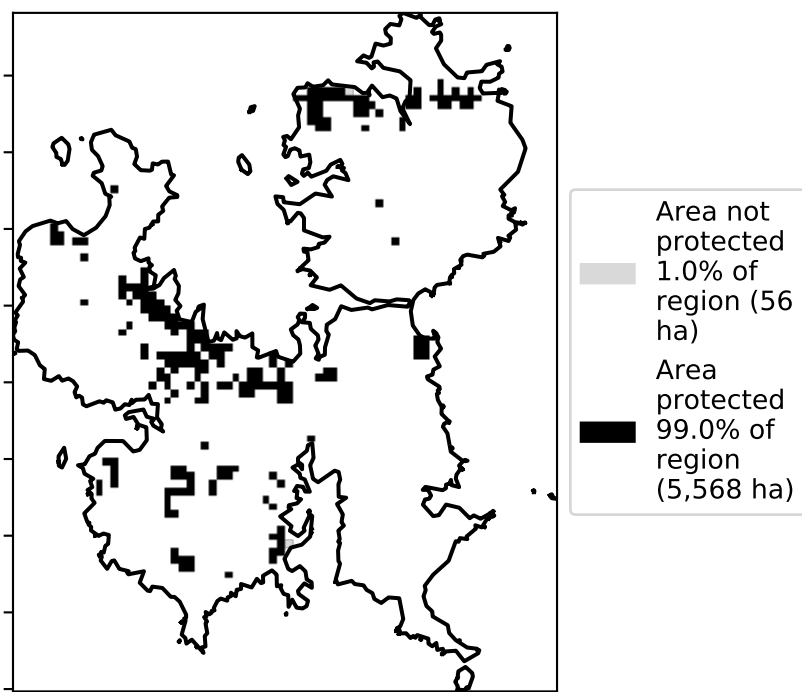 Area not
protected
1.0% of
region (56
ha)
Area
protected
99.0% of
region
(5,568 ha)